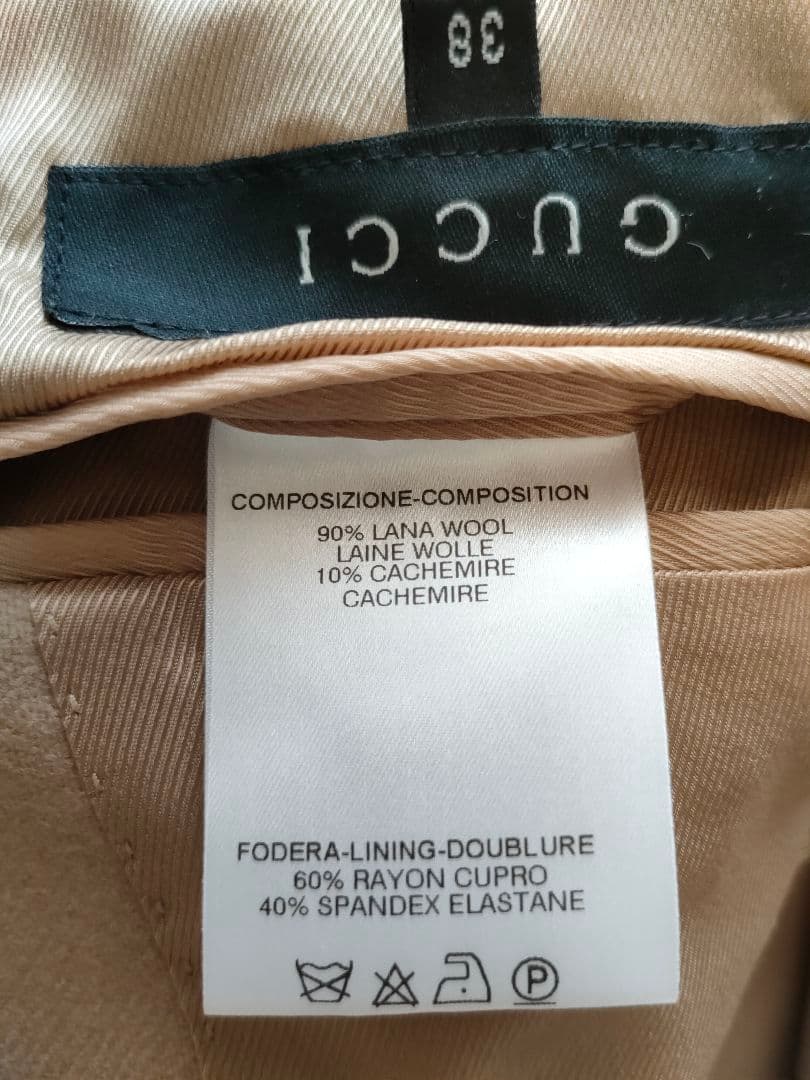 38
GUCCI
COMPOSIZIONE-COMPOSITION
90% LANA WOOL
LAINE WOLLE
10% CACHEMIRE
CACHEMIRE
FODERA-LINING-DOUBLURE
60% RAYON CUPRO
40% SPANDEX ELASTANE
P